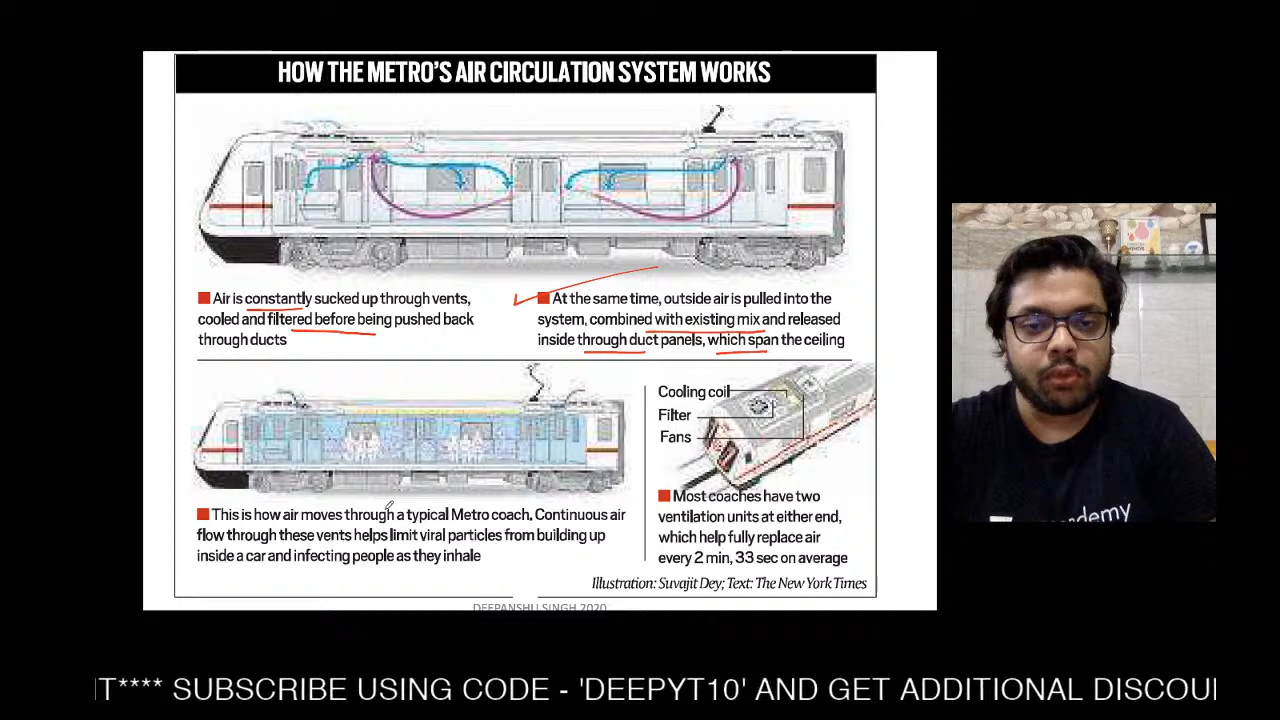 HOW THE METRO'S AIR CIRCULATION SYSTEM WORKS
Air is constantly sucked up through vents,
cooled and filtered before being pushed back
through ducts
At the same time, outside air is pulled into the
system, combined with existing mix and released
inside through duct panels, which span the ceiling
Cooling coil
Filter
Fans
This is how air moves through a typical Metro coach, Continuous air
flow through these vents helps limit viral particles from building up
inside a car and infecting people as they inhale
Most coaches have two
ventilation units at either end,
which help fully replace air
every 2 min, 33 sec on average
Illustration: Suvajit Dey; Text: The New York Times
DEEPANSHU SINGH 2020
T**** SUBSCRIBE USING CODE - 'DEEPYT10' AND GET ADDITIONAL DISCOU